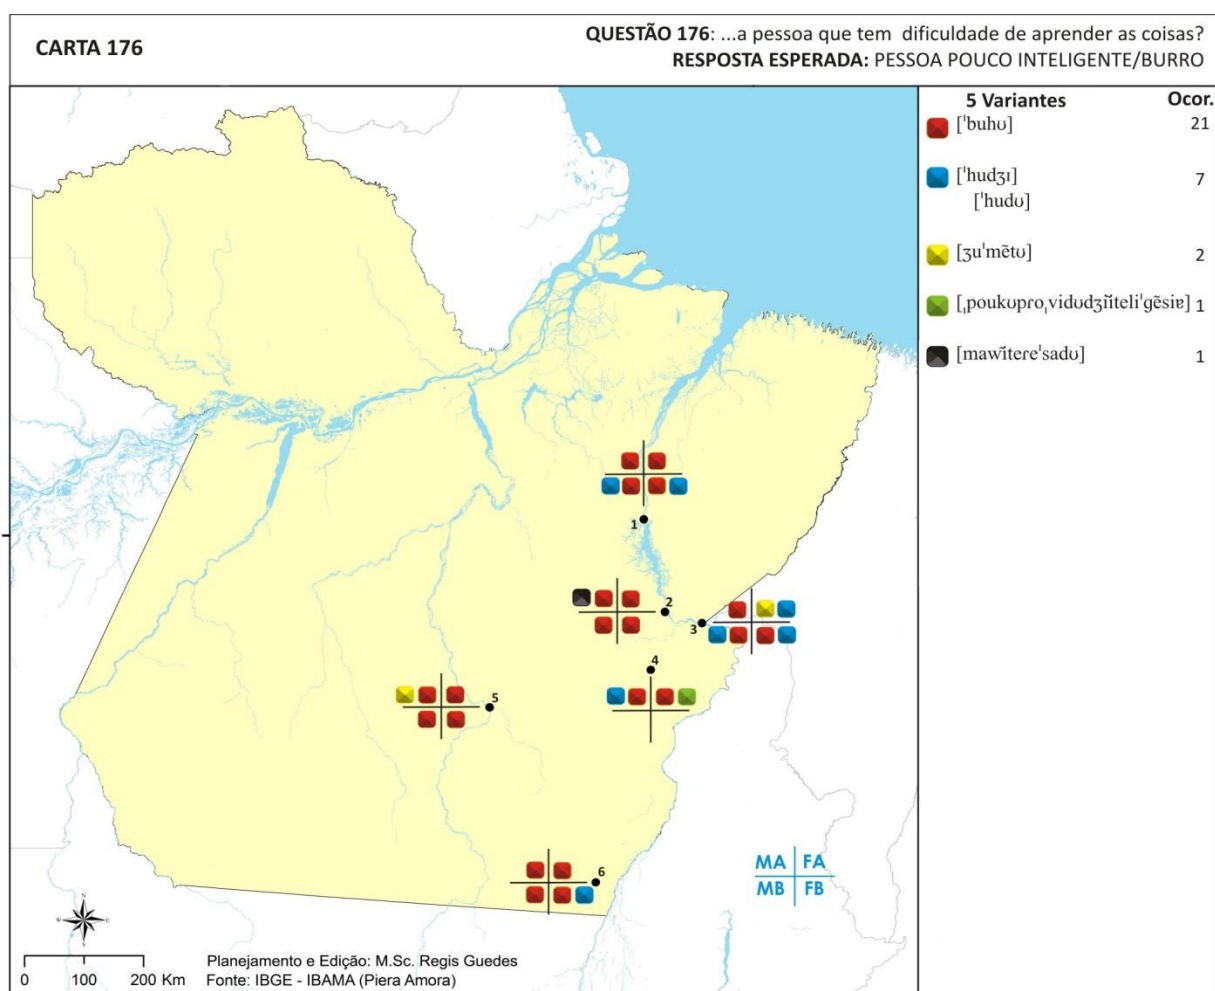 CARTA 176
QUESTÃO 176: ...a pessoa que tem dificuldade de aprender as coisas?
RESPOSTA ESPERADA: PESSOA POUCO INTELIGENTE/BURRO
5 Variantes Ocor.
[ˈbuhʊ] 21
[ˈhudʒɪ] 7
[ˈhudʊ]
[ʒuˈmẽtʊ] 2
[ˌpoukʊpɾoˌvidʊdʒĩteliˈgẽsiɐ] 1
[mawĩteɾeˈsadʊ] 1
1
2
3
4
5
6
MA FA
MB FB
N
W E
S
0 100 200 Km
Planejamento e Edição: M.Sc. Regis Guedes
Fonte: IBGE - IBAMA (Piera Amora)